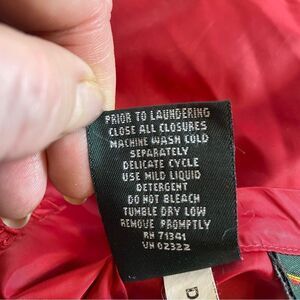 PRIOR TO LAUNDERING
CLOSE ALL CLOSURES
MACHINE WASH COLD
SEPARATELY
DELICATE CYCLE
USE MILD LIQUID
DETERGENT
DO NOT BLEACH
TUMBLE DRY LOW
REMOVE PROMPTLY
RN 71341
VN 02322
D